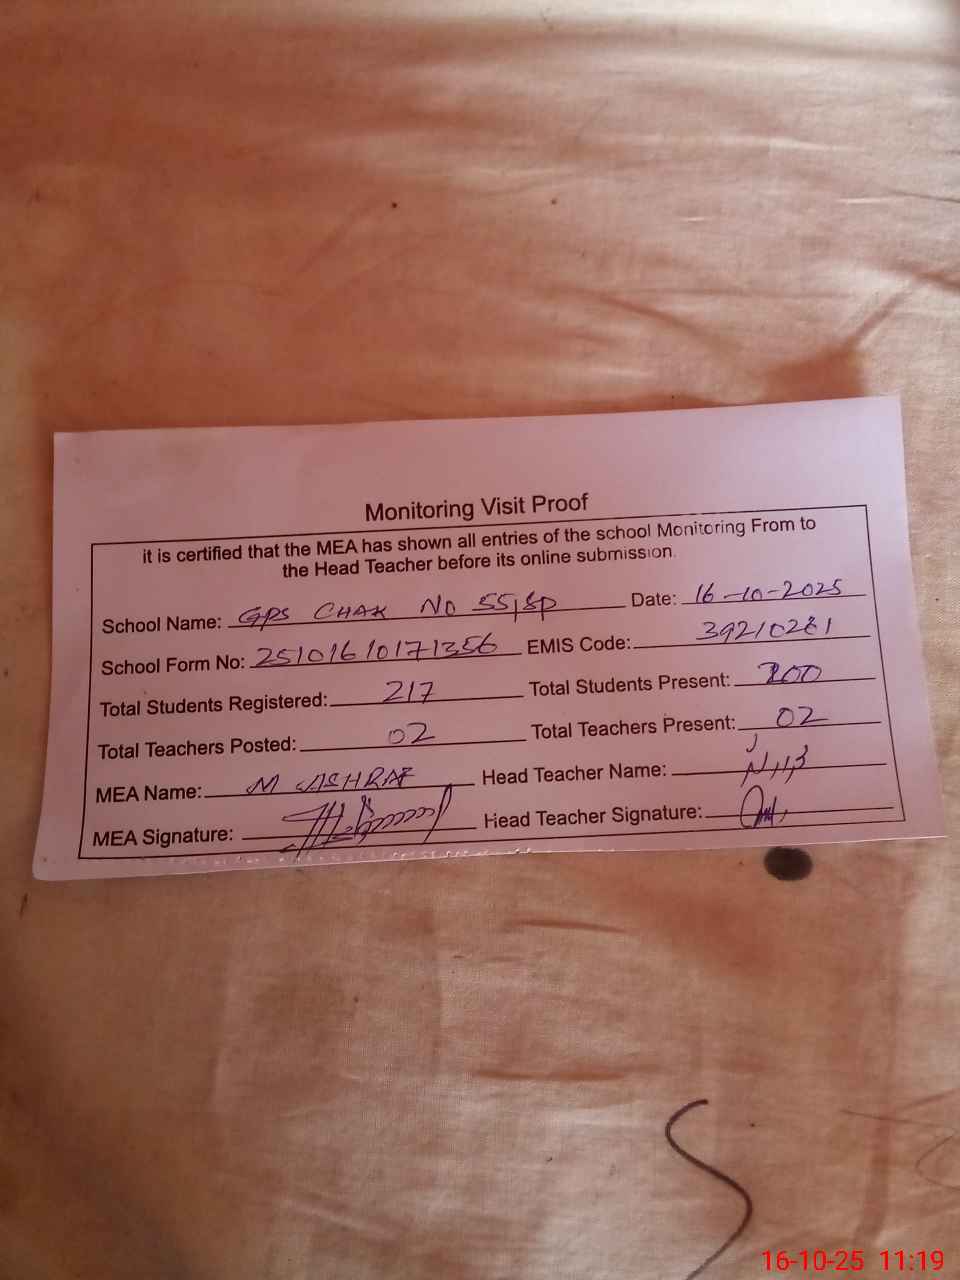 Monitoring Visit Proof
it is certified that the MEA has shown all entries of the school Monitoring From to
the Head Teacher before its online submission.
School Name: GPS CHAK NO 55/SP Date: 16-10-2025
School Form No: 25101610171356 EMIS Code: 39210281
Total Students Registered: 217 Total Students Present: 200
Total Teachers Posted: 02 Total Teachers Present: 02
MEA Name: M ASHRAF Head Teacher Name:
MEA Signature: Head Teacher Signature:
16-10-25 11:19